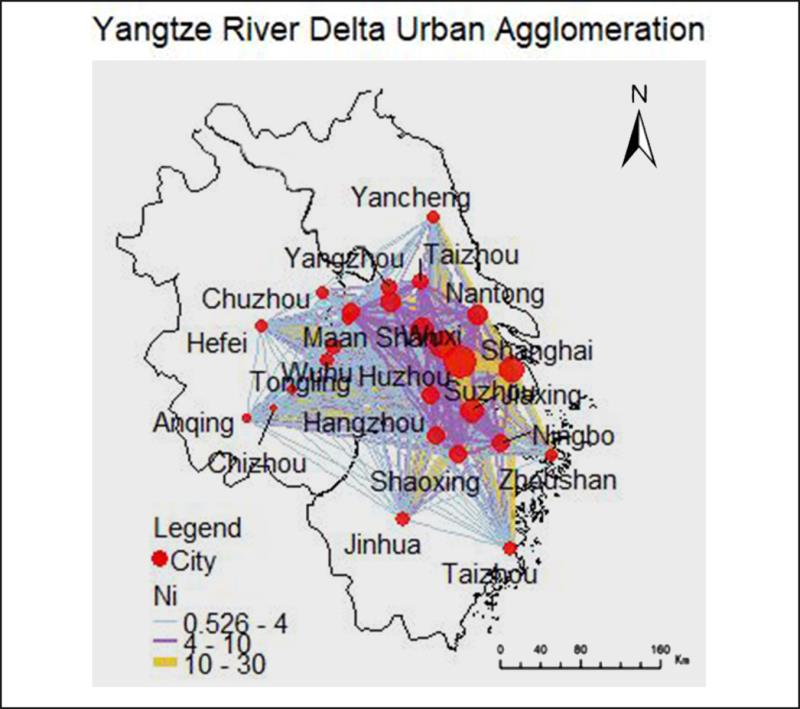 Yangtze River Delta Urban Agglomeration
N
Yancheng
Yangzhou
Taizhou
Chuzhou
Nantong
Hefei
Maan Shan
Wuxi
Shanghai
Wuhu
Huzhou
Tongling
Suzhou
Jiaxing
Anqing
Hangzhou
Ningbo
Chizhou
Shaoxing
Zhoushan
Jinhua
Taizhou
Legend
City
Ni
0.526 - 4
4 - 10
10 - 30
0 40 80 160
Km